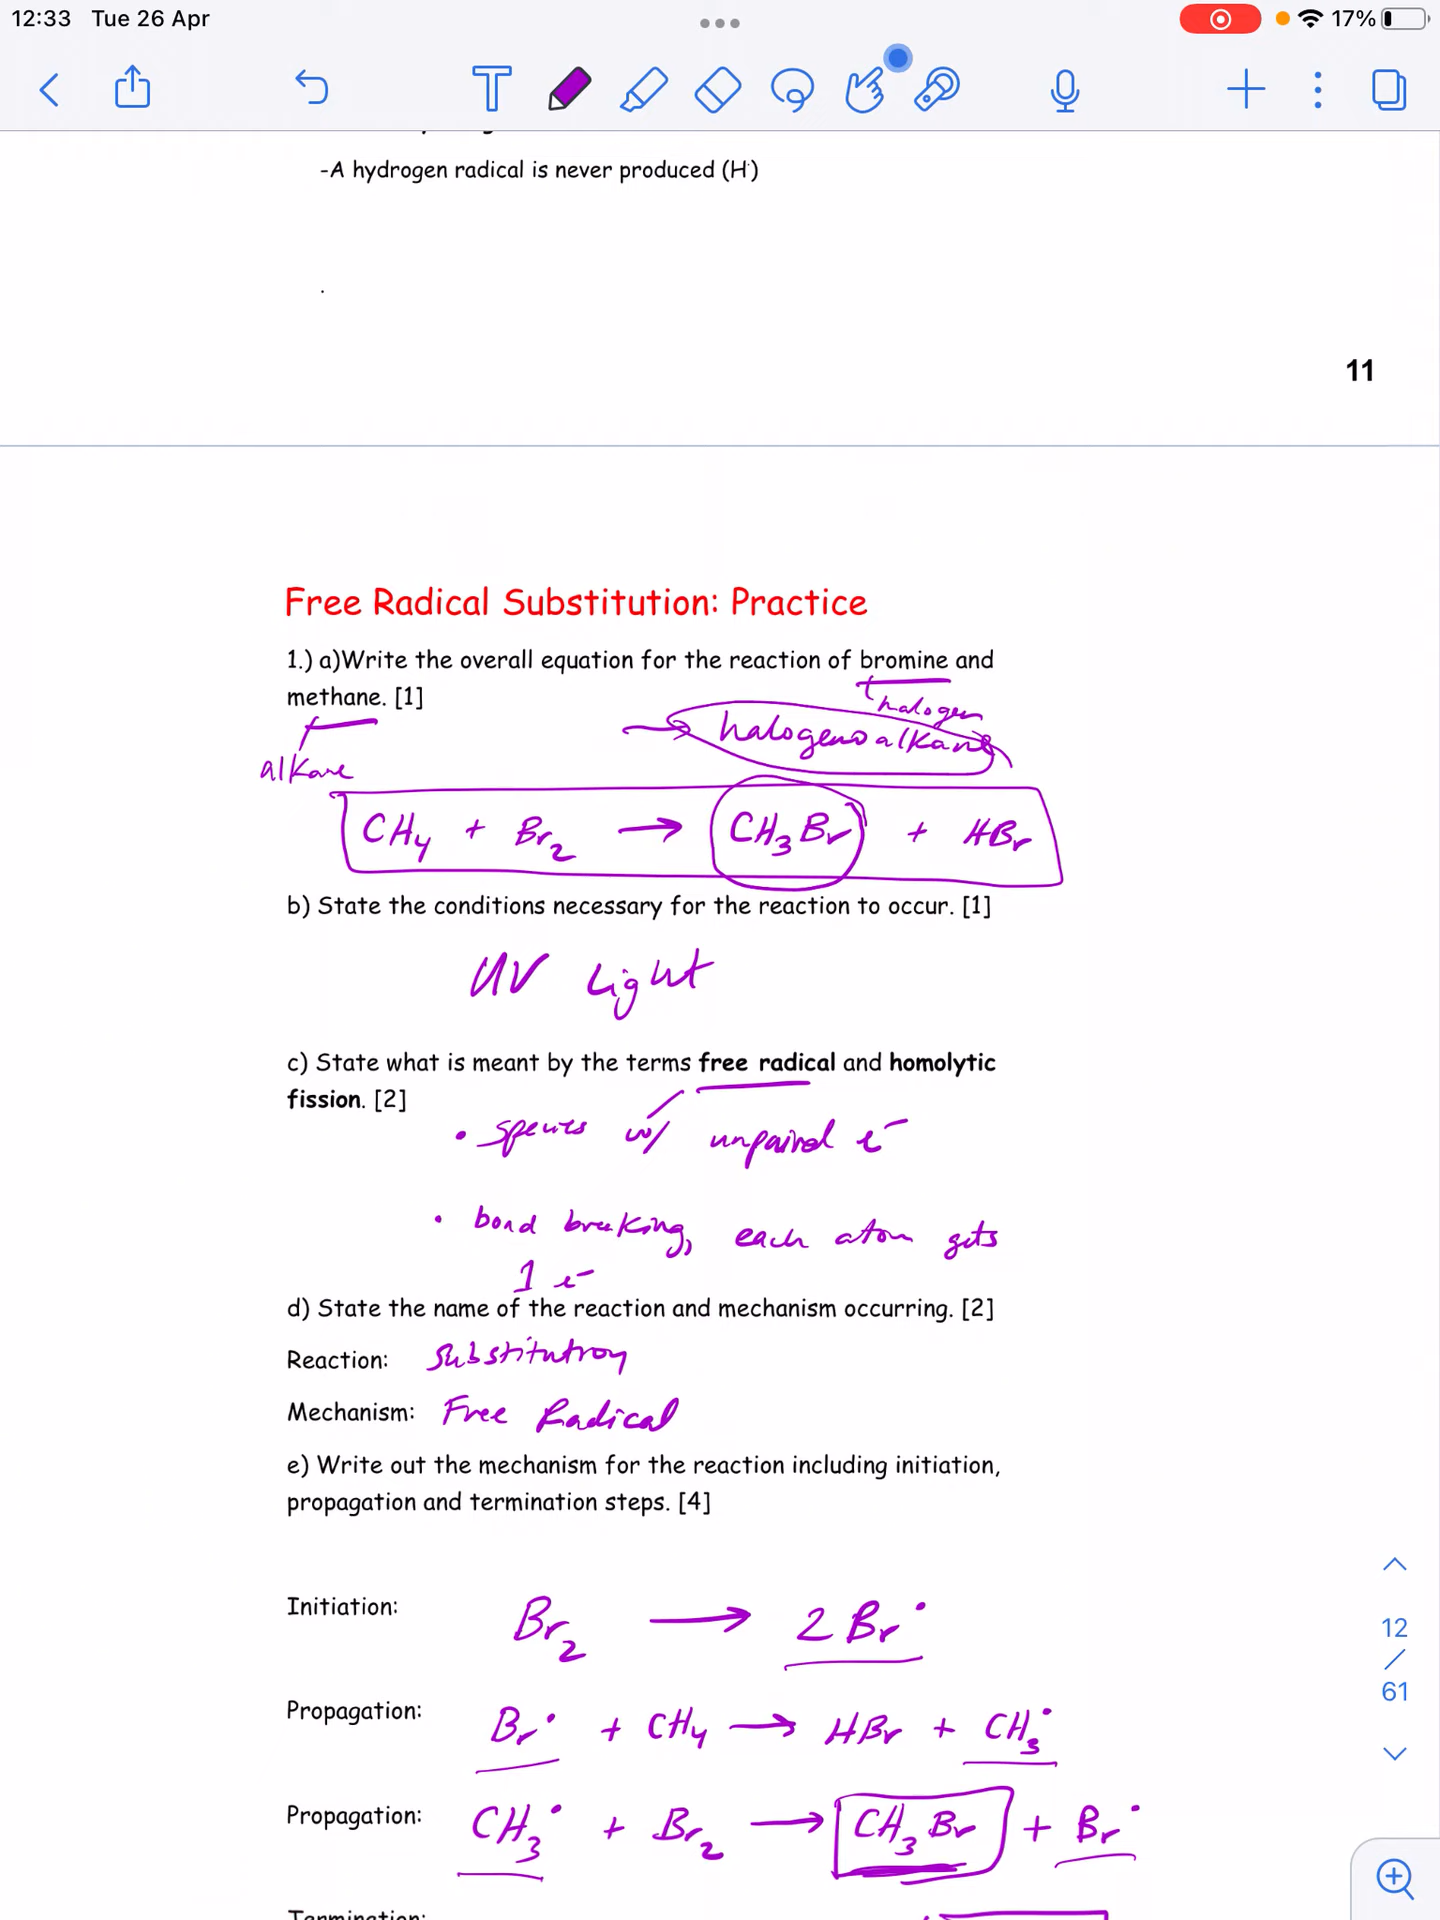 12:33 Tue 26 Apr
17%
-A hydrogen radical is never produced (H·)
11
Free Radical Substitution: Practice
1.) a)Write the overall equation for the reaction of bromine and
methane. [1]
halogen
halogenoalkane
alkane
CH4 + Br2 → CH3Br + HBr
b) State the conditions necessary for the reaction to occur. [1]
UV Light
c) State what is meant by the terms free radical and homolytic
fission. [2]
• species w/ unpaired e-
• bond breaking, each atom gets
1 e-
d) State the name of the reaction and mechanism occurring. [2]
Reaction: Substitution
Mechanism: Free Radical
e) Write out the mechanism for the reaction including initiation,
propagation and termination steps. [4]
Initiation: Br2 → 2 Br•
12
/
61
Propagation: Br• + CH4 → HBr + CH3•
Propagation: CH3• + Br2 → CH3Br + Br•
Termination: